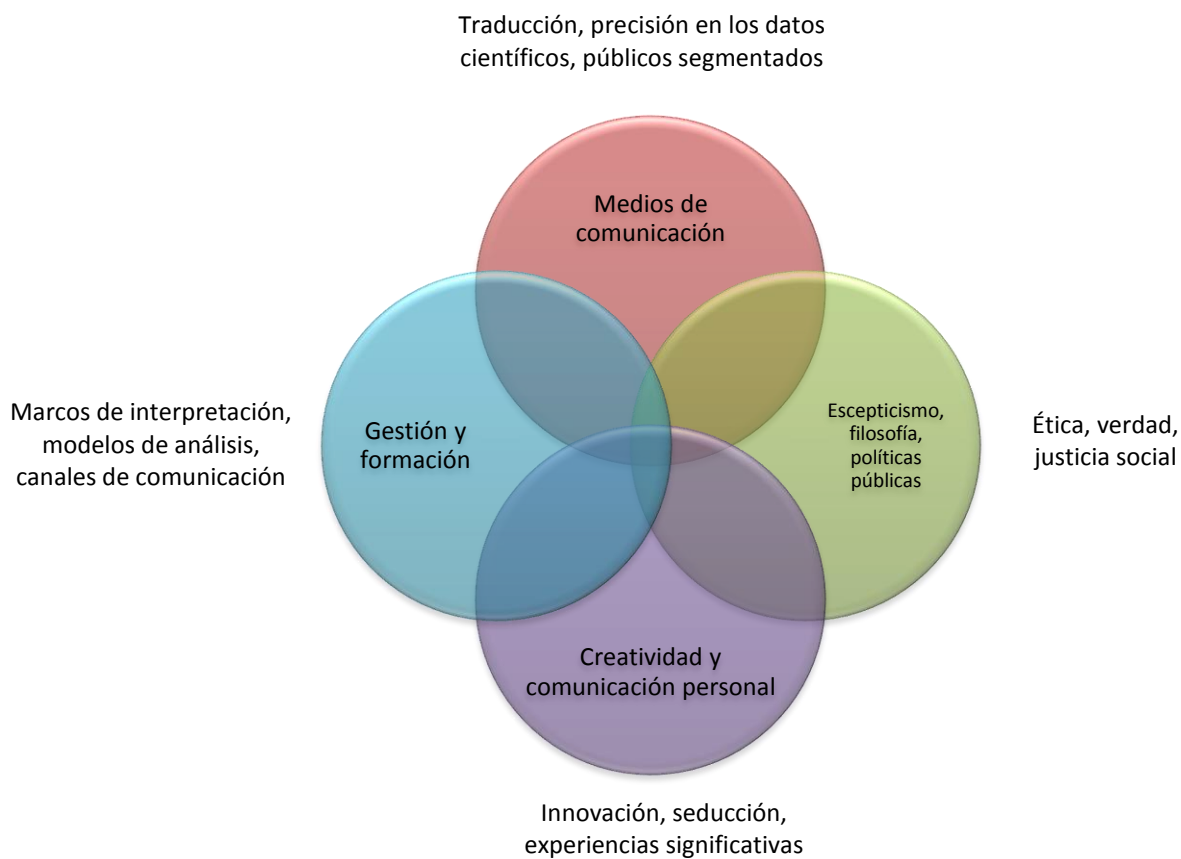 Traducción, precisión en los datos
científicos, públicos segmentados
Medios de
comunicación
Marcos de interpretación,
modelos de análisis,
canales de comunicación
Gestión y
formación
Escepticismo,
filosofía,
políticas
públicas
Ética, verdad,
justicia social
Creatividad y
comunicación personal
Innovación, seducción,
experiencias significativas